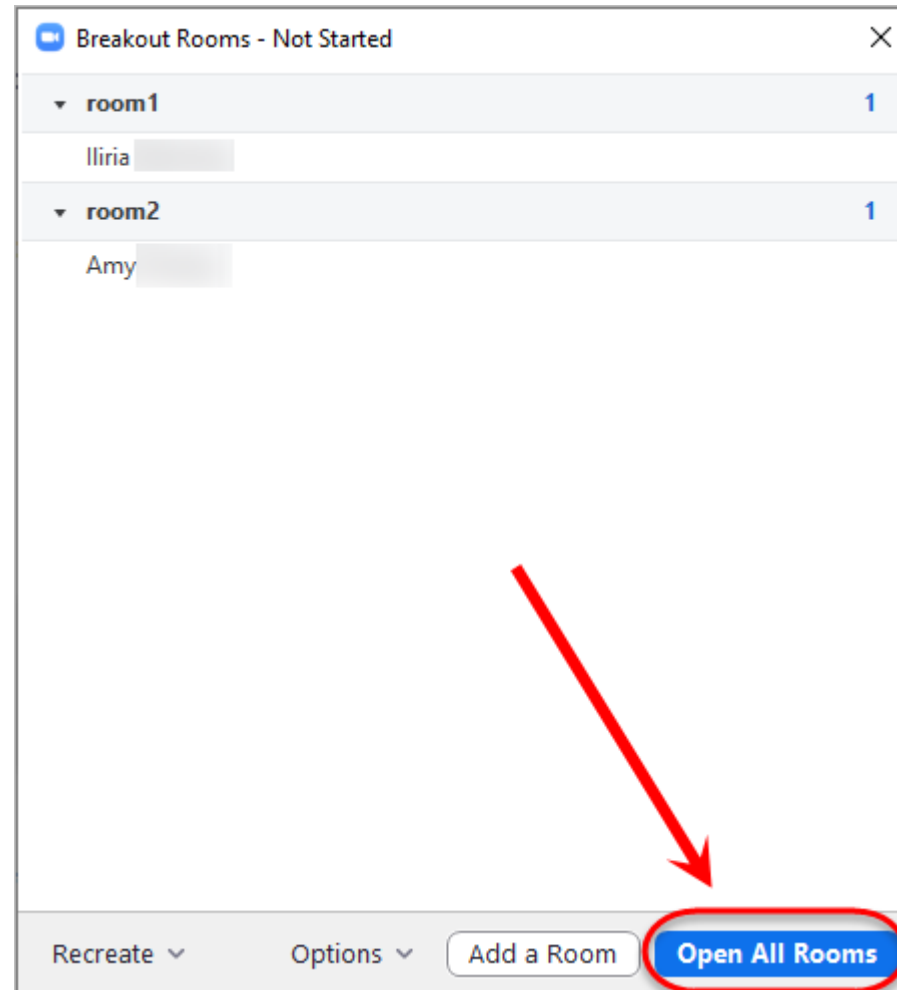 Breakout Rooms - Not Started
room1 1
Iliria
room2 1
Amy
Recreate Options Add a Room Open All Rooms